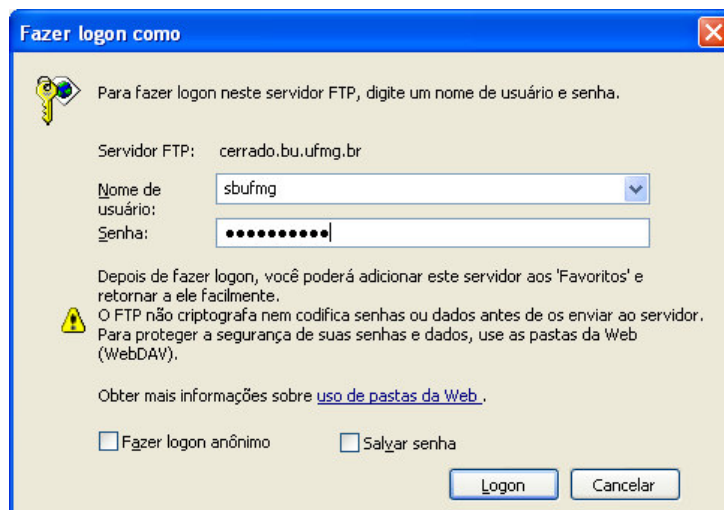 Fazer logon como
Para fazer logon neste servidor FTP, digite um nome de usuário e senha.
Servidor FTP: cerrado.bu.ufmg.br
Nome de usuário: sbufmg
Senha: ●●●●●●●●●●
Depois de fazer logon, você poderá adicionar este servidor aos 'Favoritos' e
retornar a ele facilmente.
O FTP não criptografa nem codifica senhas ou dados antes de os enviar ao servidor.
Para proteger a segurança de suas senhas e dados, use as pastas da Web
(WebDAV).
Obter mais informações sobre uso de pastas da Web .
Fazer logon anônimo Salvar senha
Logon Cancelar